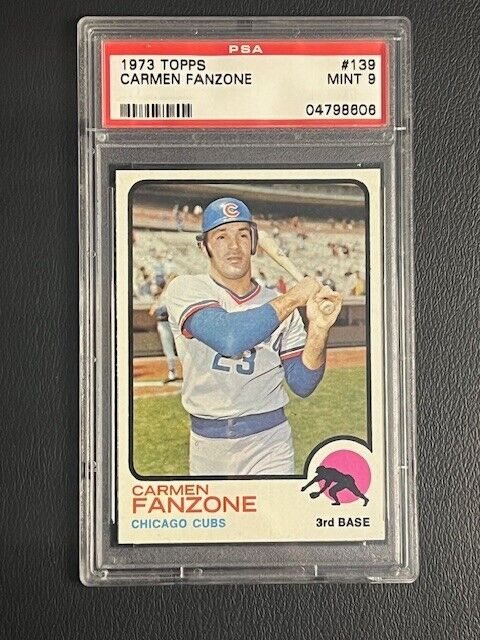 PSA
1973 TOPPS #139
CARMEN FANZONE MINT 9
04798606
C
23
CARMEN
FANZONE
CHICAGO CUBS
3rd BASE